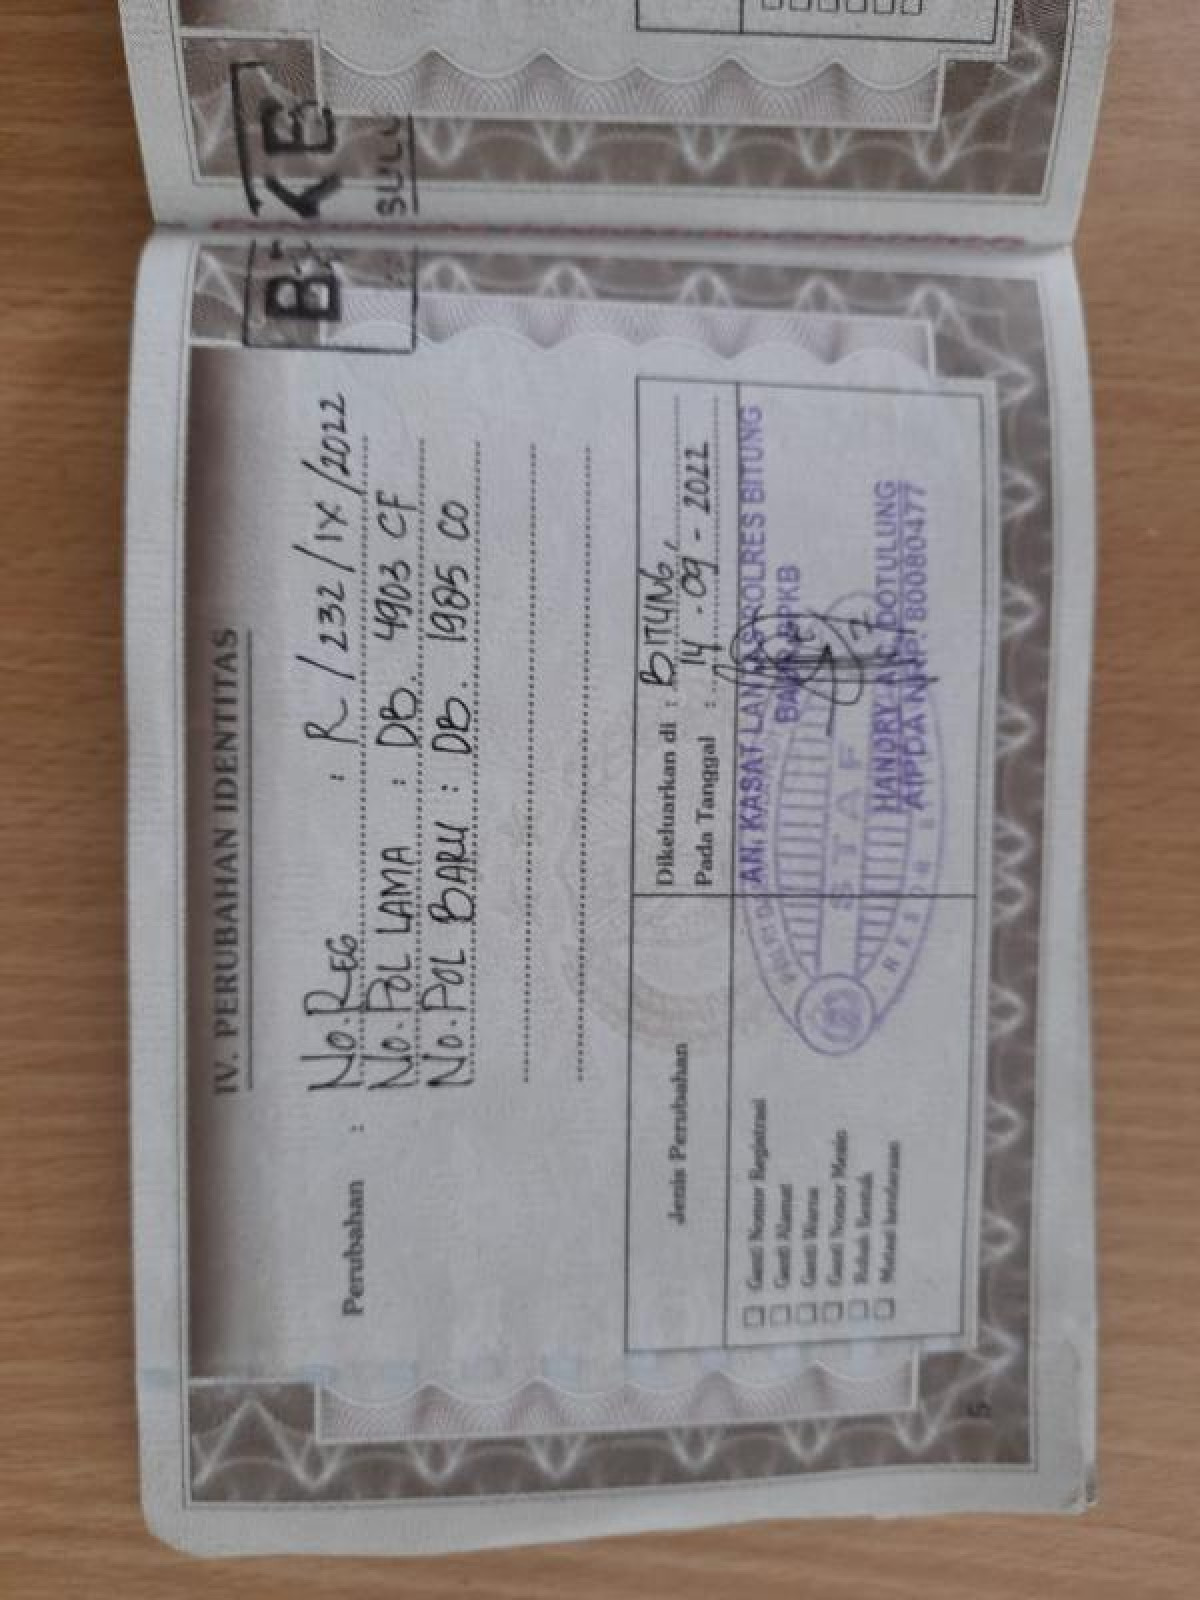 IV. PERUBAHAN IDENTITAS
Perubahan :
No. REG : R / 232 / IX / 2022
No. POL LAMA : DB. 4903 CF
No. POL BARU : DB. 1985 CO
Jenis Perubahan
Dikeluarkan di : BITUNG,
Pada Tanggal : 14 - 09 - 2022
Ganti Nomor Registrasi
Ganti Alamat
Ganti Warna
Ganti Nomor Mesin
Rubah Bentuk
Mutasi kendaraan
AN. KASAT LANTAS POLRES BITUNG
BPKB
STAF
HANDRY DOTULUNG
AIPDA NRP. 80080477
5
SULU